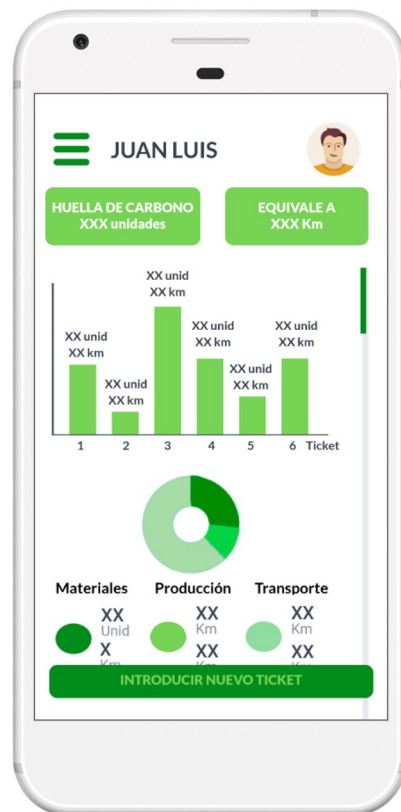 JUAN LUIS
HUELLA DE CARBONO
XXX unidades
EQUIVALE A
XXX Km
XX unid
XX km
XX unid
XX km
XX unid
XX km
XX unid
XX km
XX unid
XX km
XX unid
XX km
1 2 3 4 5 6 Ticket
Materiales Producción Transporte
XX
Unid
X
Km
XX
Km
XX
XX
Km
XX
INTRODUCIR NUEVO TICKET